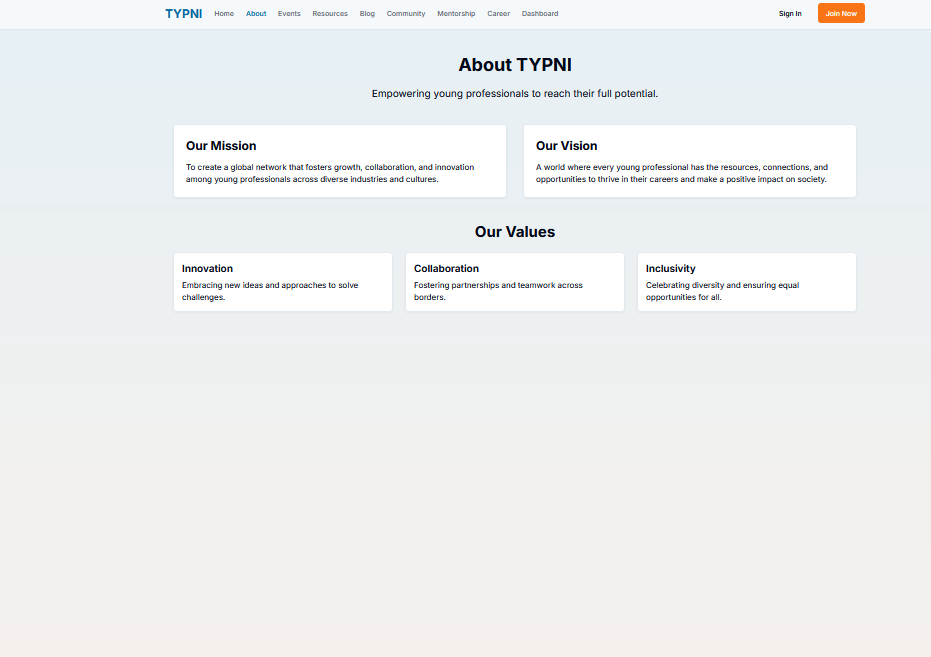 TYPNI Home About Events Resources Blog Community Mentorship Career Dashboard Sign In Join Now
About TYPNI
Empowering young professionals to reach their full potential.
Our Mission
To create a global network that fosters growth, collaboration, and innovation
among young professionals across diverse industries and cultures.
Our Vision
A world where every young professional has the resources, connections, and
opportunities to thrive in their careers and make a positive impact on society.
Our Values
Innovation
Embracing new ideas and approaches to solve
challenges.
Collaboration
Fostering partnerships and teamwork across
borders.
Inclusivity
Celebrating diversity and ensuring equal
opportunities for all.